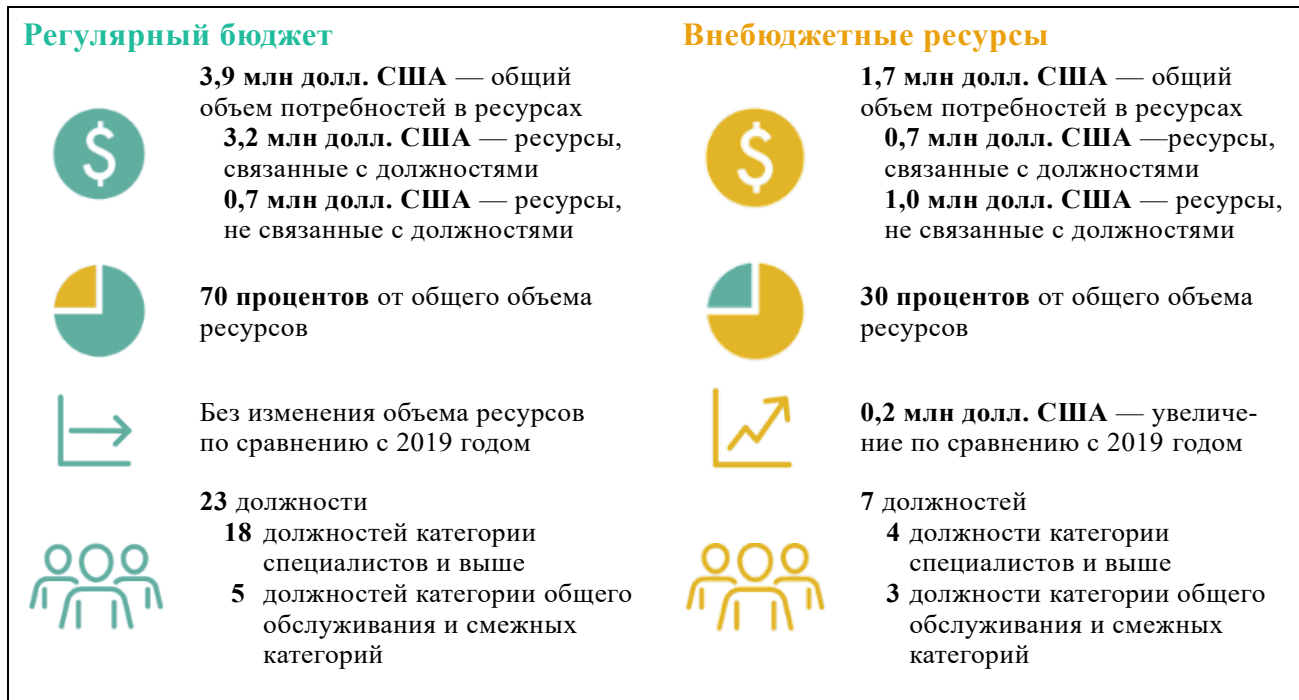 Регулярный бюджет
3,9 млн долл. США — общий
объем потребностей в ресурсах
3,2 млн долл. США — ресурсы,
связанные с должностями
0,7 млн долл. США — ресурсы,
не связанные с должностями
70 процентов от общего объема
ресурсов
Без изменения объема ресурсов
по сравнению с 2019 годом
23 должности
18 должностей категории
специалистов и выше
5 должностей категории общего
обслуживания и смежных
категорий
Внебюджетные ресурсы
1,7 млн долл. США — общий
объем потребностей в ресурсах
0,7 млн долл. США —ресурсы,
связанные с должностями
1,0 млн долл. США — ресурсы,
не связанные с должностями
30 процентов от общего объема
ресурсов
0,2 млн долл. США — увеличе-
ние по сравнению с 2019 годом
7 должностей
4 должности категории
специалистов и выше
3 должности категории общего
обслуживания и смежных
категорий